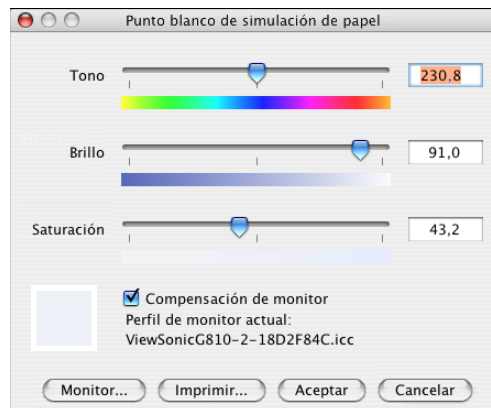 Punto blanco de simulación de papel
Tono 230,8
Brillo 91,0
Saturación 43,2
Compensación de monitor
Perfil de monitor actual:
ViewSonicG810-2-18D2F84C.icc
Monitor... Imprimir... Aceptar Cancelar